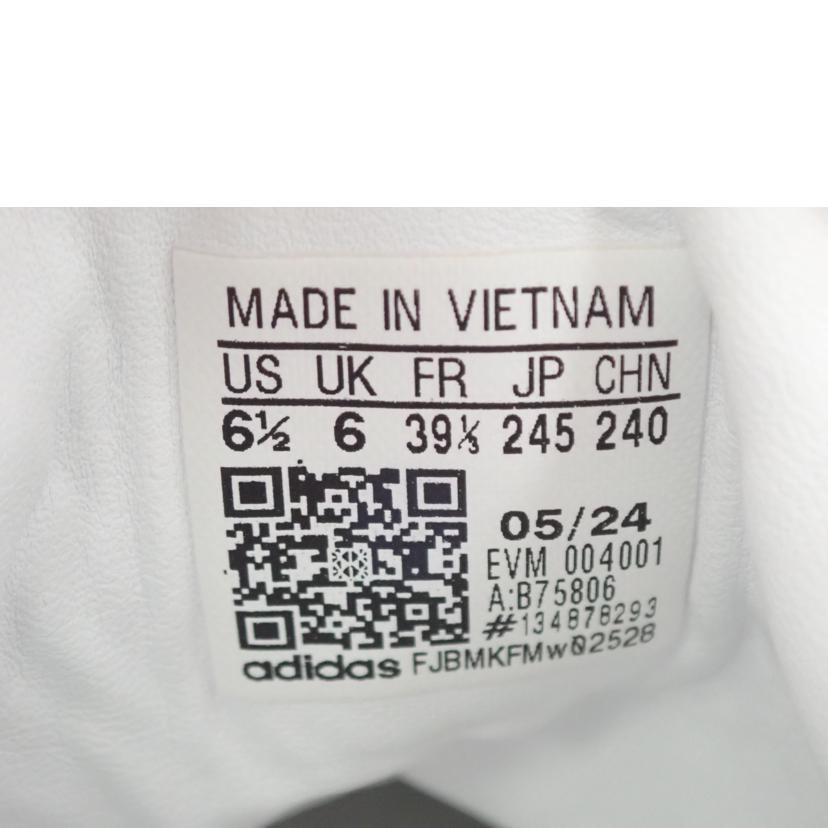 MADE IN VIETNAM
US UK FR JP CHN
6½ 6 39⅓ 245 240
05/24
EVM 004001
A:B75806
#134878293
adidas FJBMKFMw02528